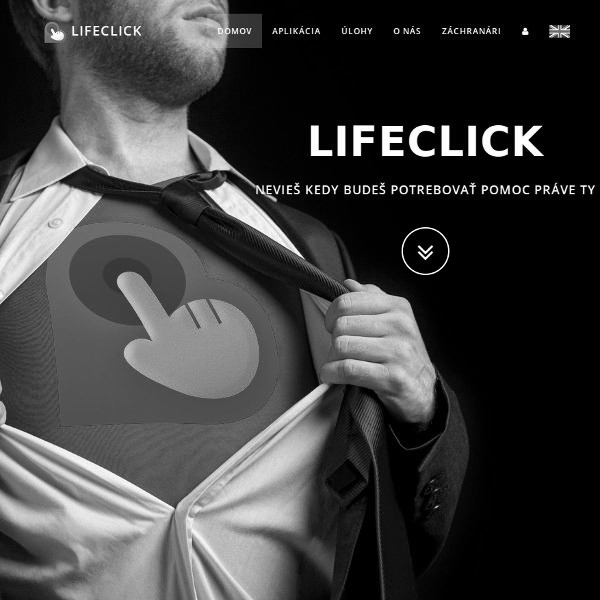 LIFECLICK
DOMOV
APLIKÁCIA
ÚLOHY
O NÁS
ZÁCHRANÁRI
LIFECLICK
NEVIEŠ KEDY BUDEŠ POTREBOVAŤ POMOC PRÁVE TY